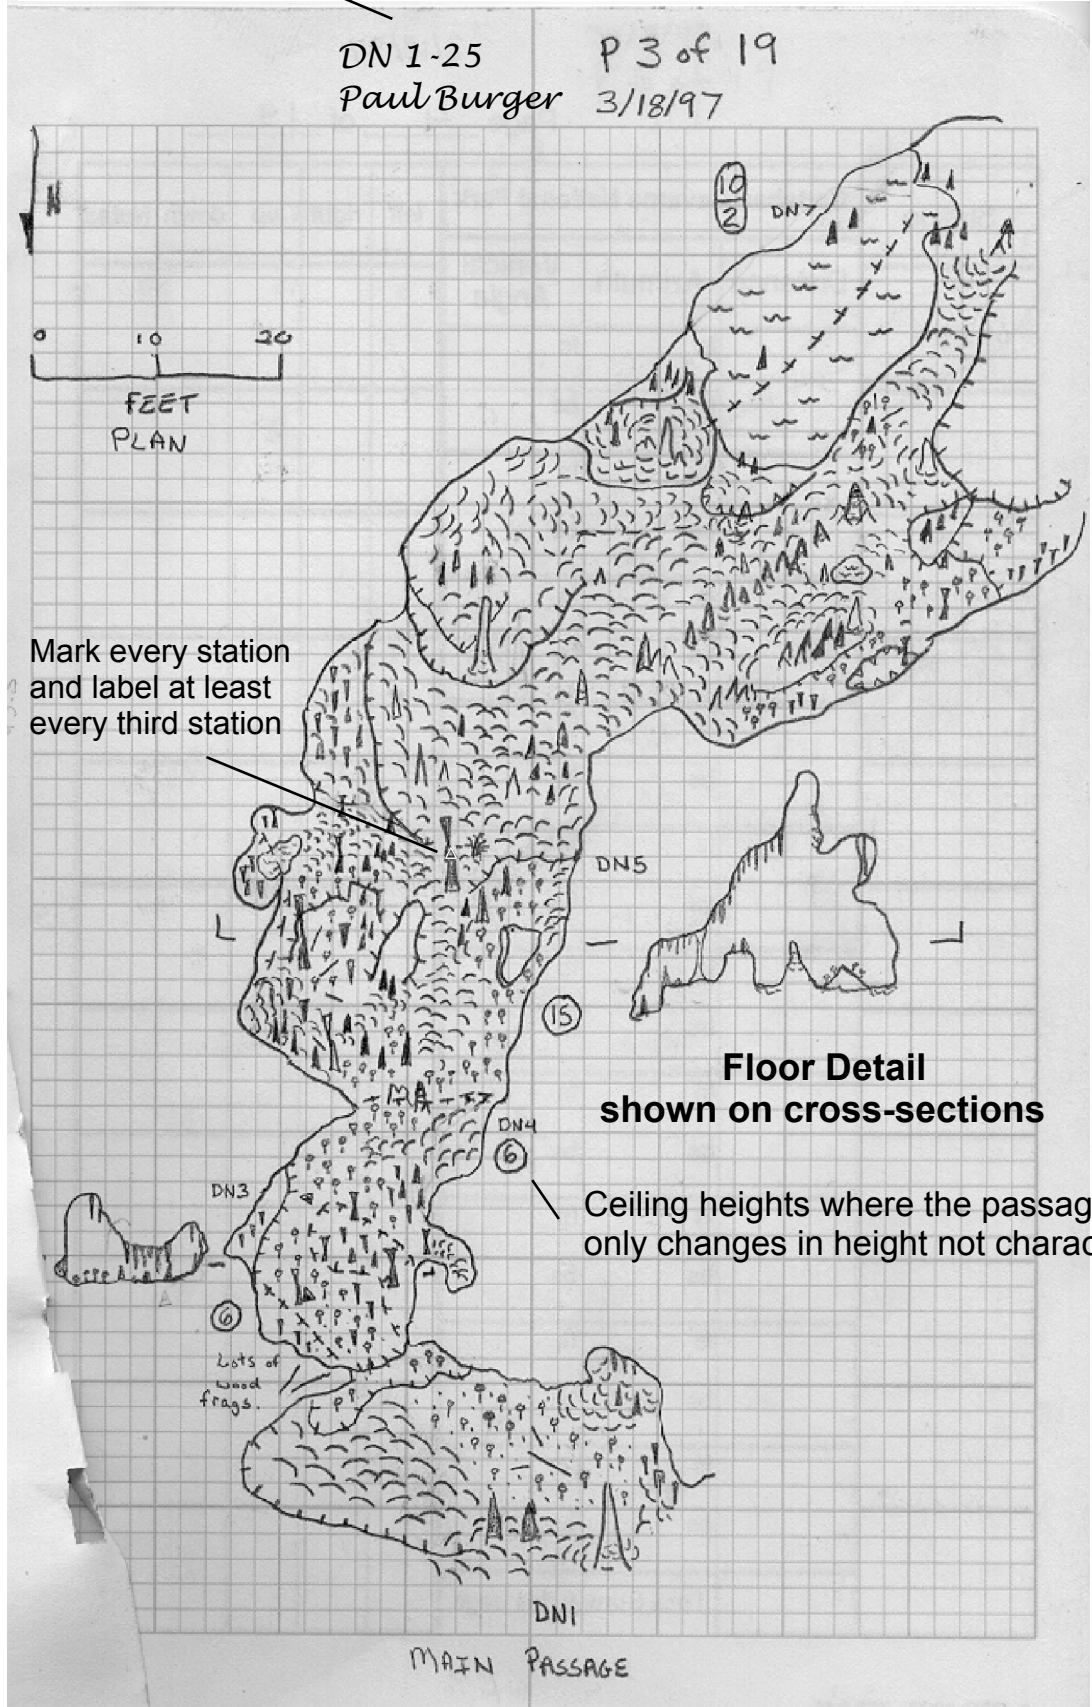 DN 1-25
Paul Burger
P 3 of 19
3/18/97
N
10
2
DN7
0 10 20
FEET
PLAN
Mark every station
and label at least
every third station
DN5
15
Floor Detail
shown on cross-sections
DN4
6
DN3
Ceiling heights where the passag
only changes in height not charac
6
Lots of
wood
frags.
DN1
MAIN PASSAGE